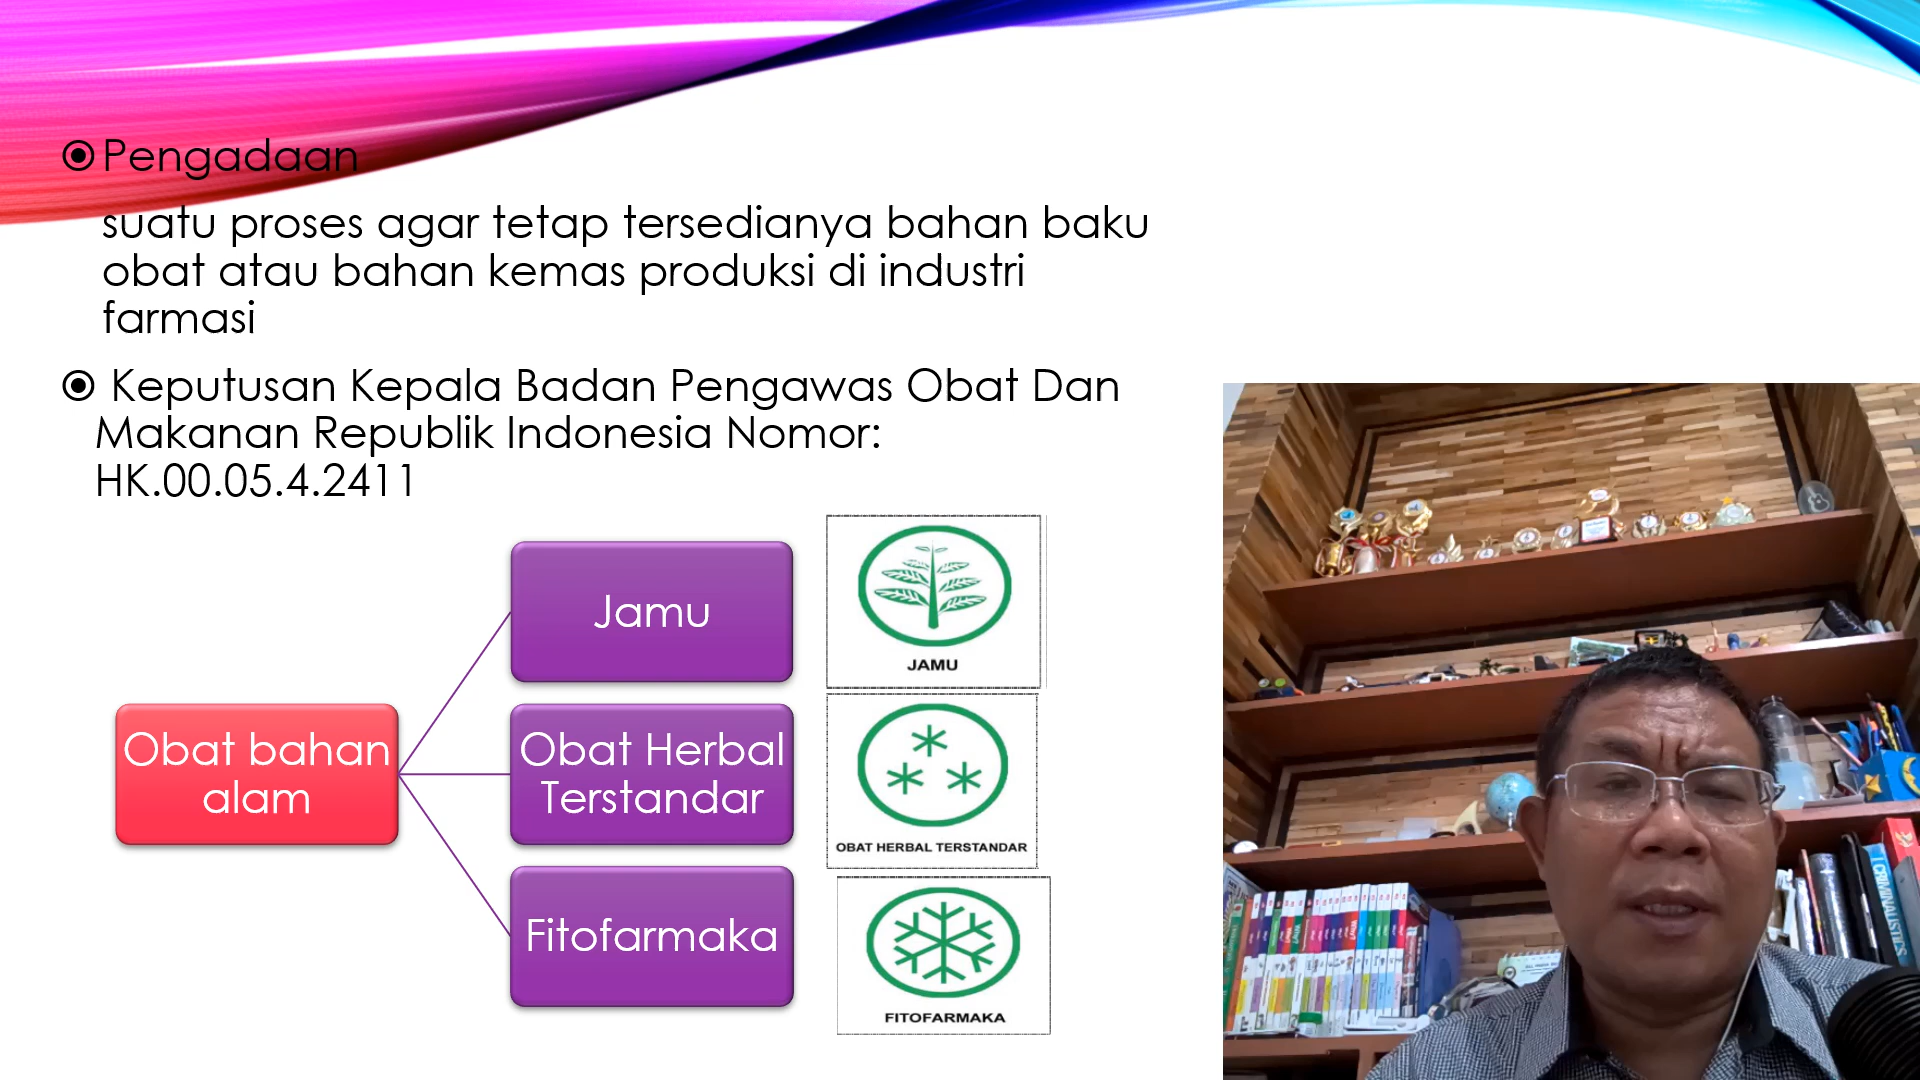 Pengadaan
suatu proses agar tetap tersedianya bahan baku
obat atau bahan kemas produksi di industri
farmasi
Keputusan Kepala Badan Pengawas Obat Dan
Makanan Republik Indonesia Nomor:
HK.00.05.4.2411
Obat bahan
alam
Jamu
Obat Herbal
Terstandar
Fitofarmaka
JAMU
OBAT HERBAL TERSTANDAR
FITOFARMAKA
CRIMINALISTICS